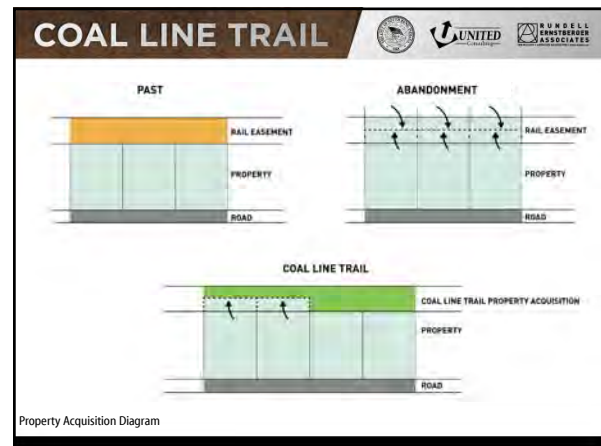 COAL LINE TRAIL
UNITED
Consulting
RUNDELL
ERNSTBERGER
ASSOCIATES
PAST
RAIL EASEMENT
PROPERTY
ROAD
ABANDONMENT
RAIL EASEMENT
PROPERTY
ROAD
COAL LINE TRAIL
COAL LINE TRAIL PROPERTY ACQUISITION
PROPERTY
ROAD
Property Acquisition Diagram